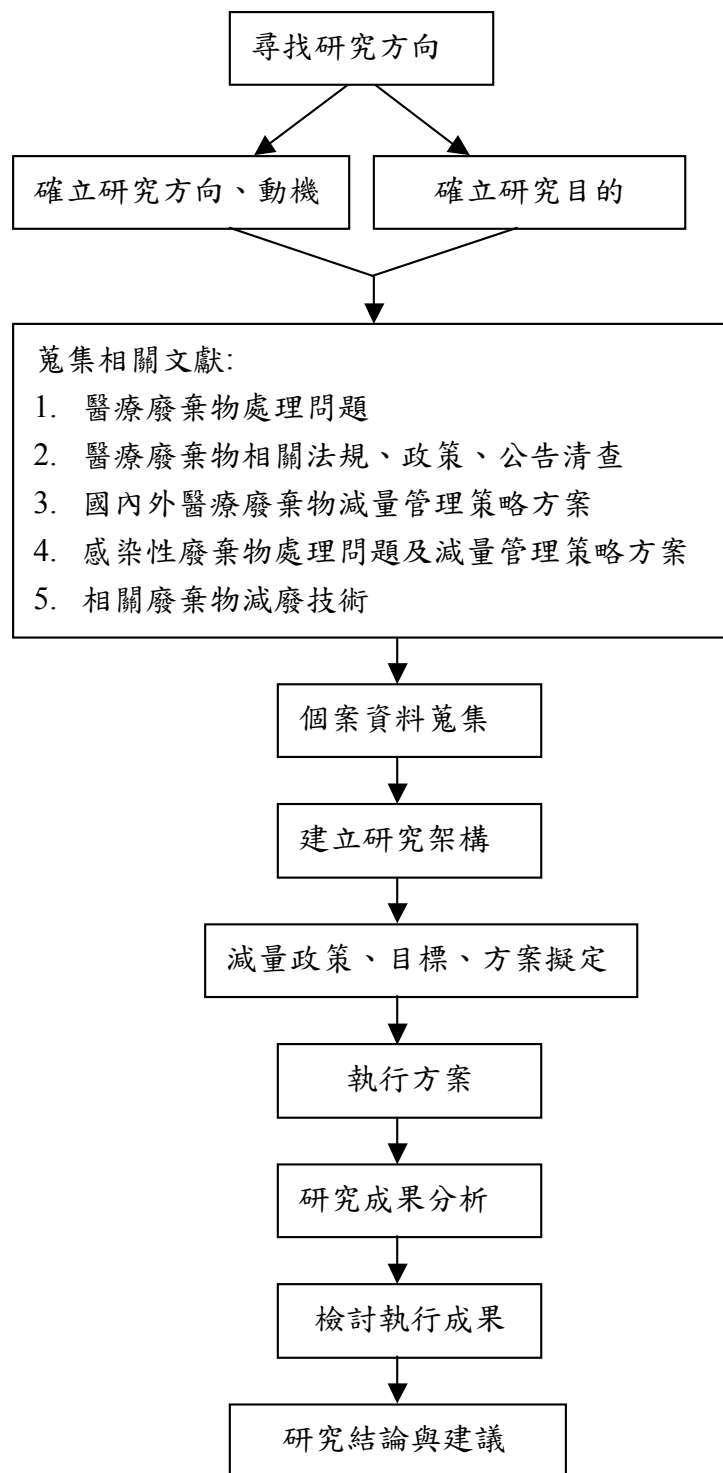 尋找研究方向
確立研究方向、動機
確立研究目的
蒐集相關文獻:
1. 醫療廢棄物處理問題
2. 醫療廢棄物相關法規、政策、公告清查
3. 國內外醫療廢棄物減量管理策略方案
4. 感染性廢棄物處理問題及減量管理策略方案
5. 相關廢棄物減廢技術
個案資料蒐集
建立研究架構
減量政策、目標、方案擬定
執行方案
研究成果分析
檢討執行成果
研究結論與建議